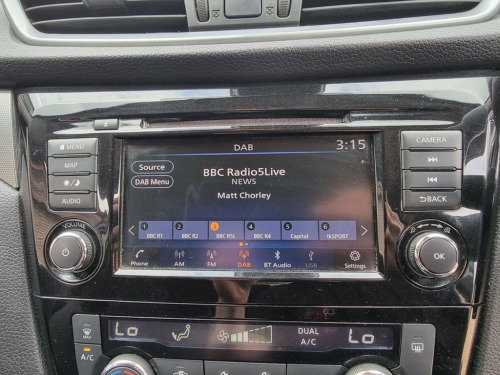 DAB 3:15
MENU
CAMERA
Source
BBC Radio5Live
MAP
DAB Menu
NEWS
Matt Chorley
AUDIO
BACK
1 2 3 4 5 6
BBC R1 BBC R2 BBC R5L BBC R4 Capital tkSPORT
VOLUME
OK
Phone AM FM DAB BT Audio USB Settings
MAX
A/C
Lo
DUAL
A/C
Lo